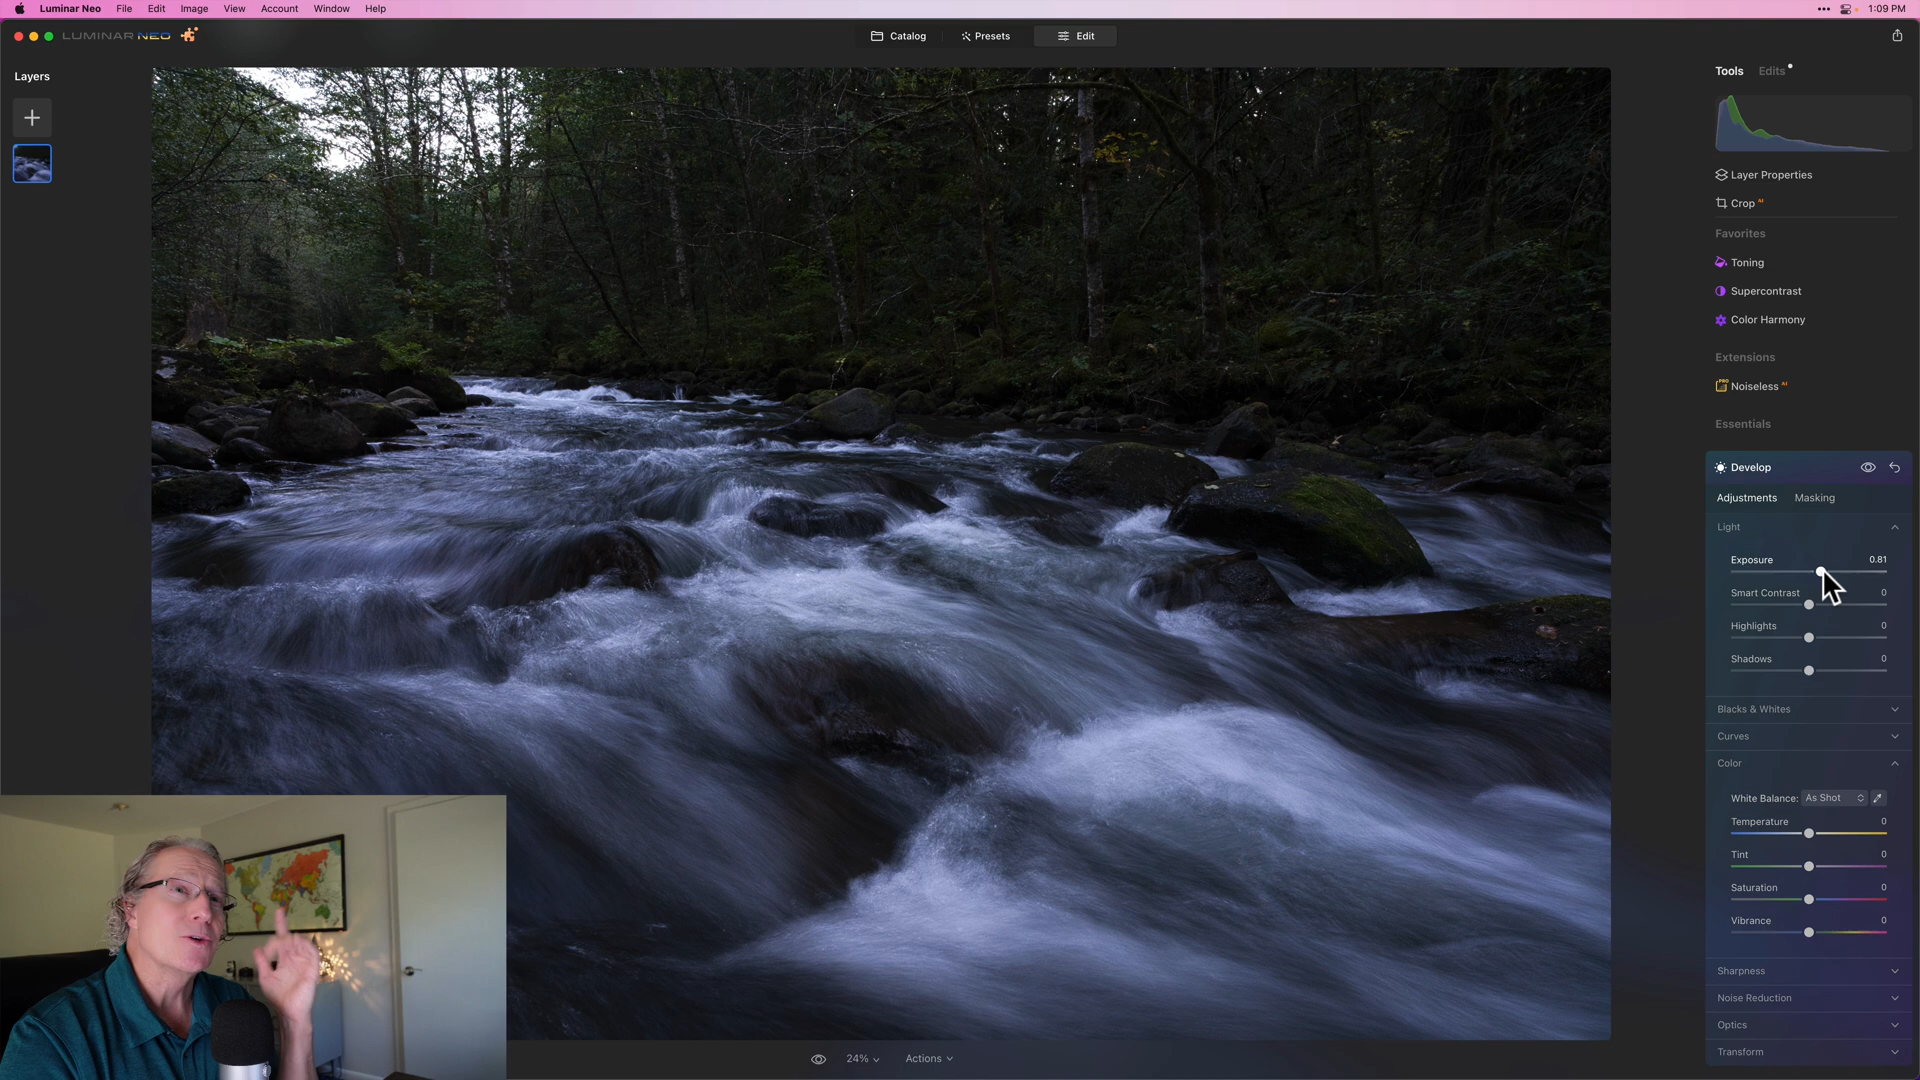 Luminar Neo File Edit Image View Account Window Help 1:09 PM
LUMINAR NEO
Catalog Presets Edit
Layers
Tools Edits
Layer Properties
Crop AI
Favorites
Toning
Supercontrast
Color Harmony
Extensions
PRO Noiseless AI
Essentials
Develop
Adjustments Masking
Light
Exposure 0.81
Smart Contrast 0
Highlights 0
Shadows 0
Blacks & Whites
Curves
Color
White Balance: As Shot
Temperature 0
Tint 0
Saturation 0
Vibrance 0
Sharpness
Noise Reduction
Optics
Transform
24% Actions